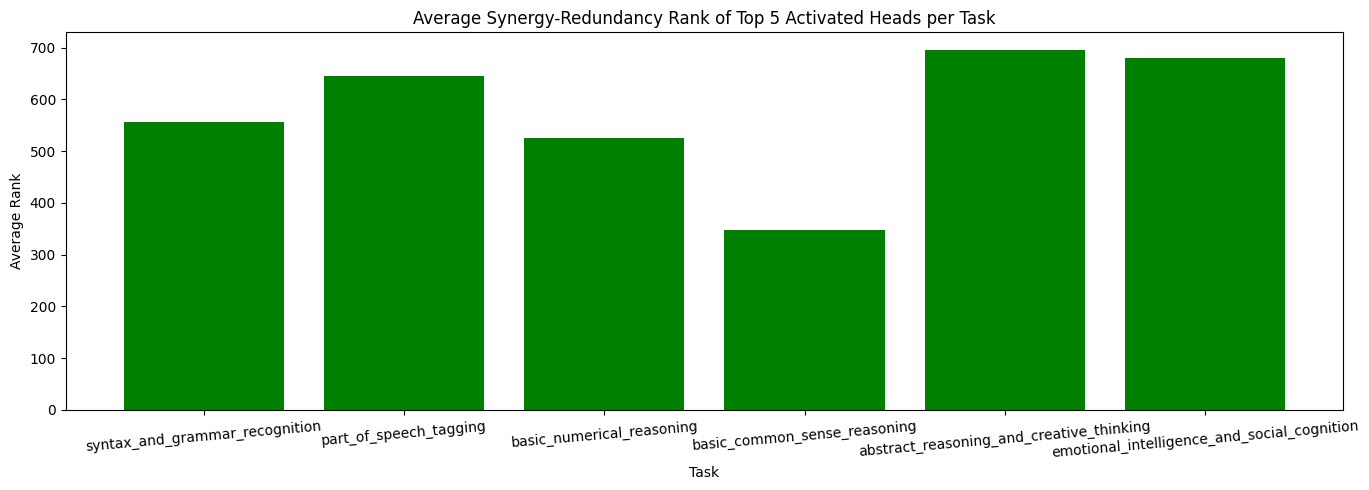 Average Synergy-Redundancy Rank of Top 5 Activated Heads per Task
Average Rank
700
600
500
400
300
200
100
0
syntax_and_grammar_recognition
part_of_speech_tagging
basic_numerical_reasoning
basic_common_sense_reasoning
abstract_reasoning_and_creative_thinking
emotional_intelligence_and_social_cognition
Task